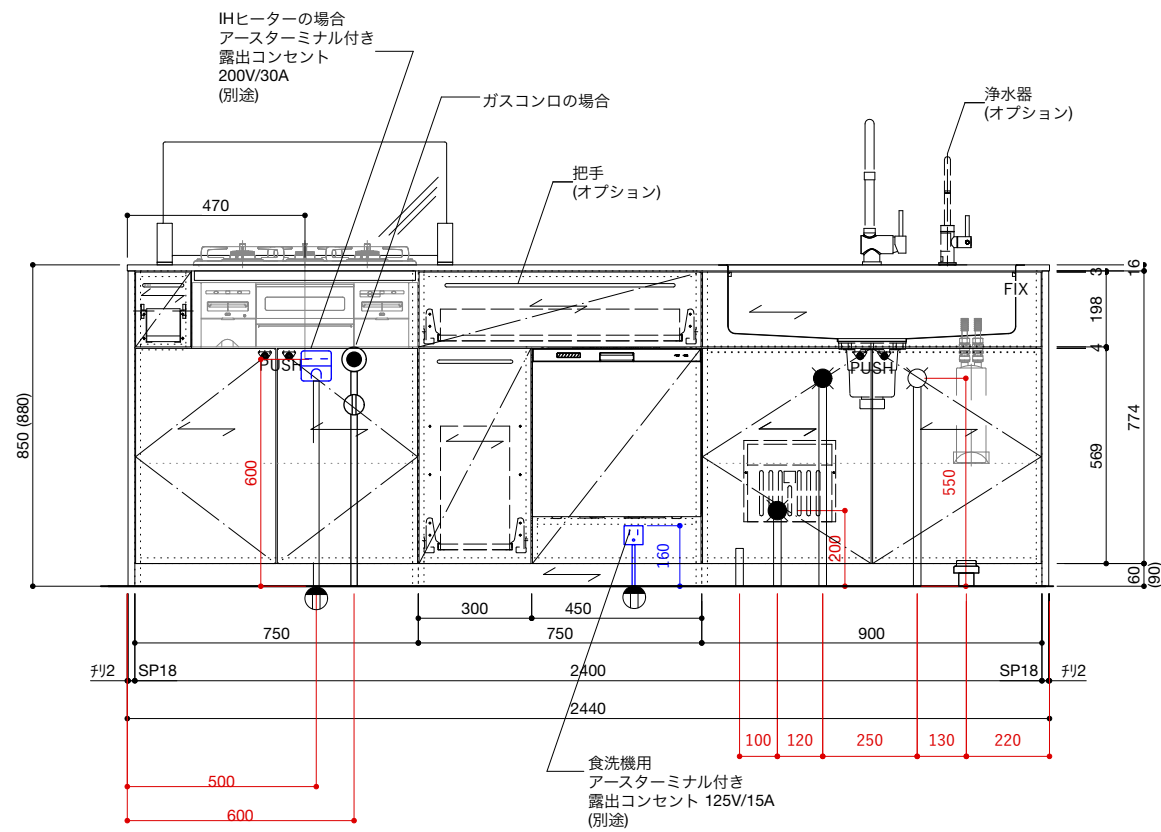 IHヒーターの場合
アースターミナル付き
露出コンセント
200V/30A
(別途)
ガスコンロの場合
浄水器
(オプション)
把手
(オプション)
470
FIX
PUSH
PUSH
16
3
198
4
774
569
60
(90)
850 (880)
600
550
200
160
300
450
750
750
900
チリ2
SP18
2400
SP18
チリ2
2440
100
120
250
130
220
500
600
食洗機用
アースターミナル付き
露出コンセント 125V/15A
(別途)